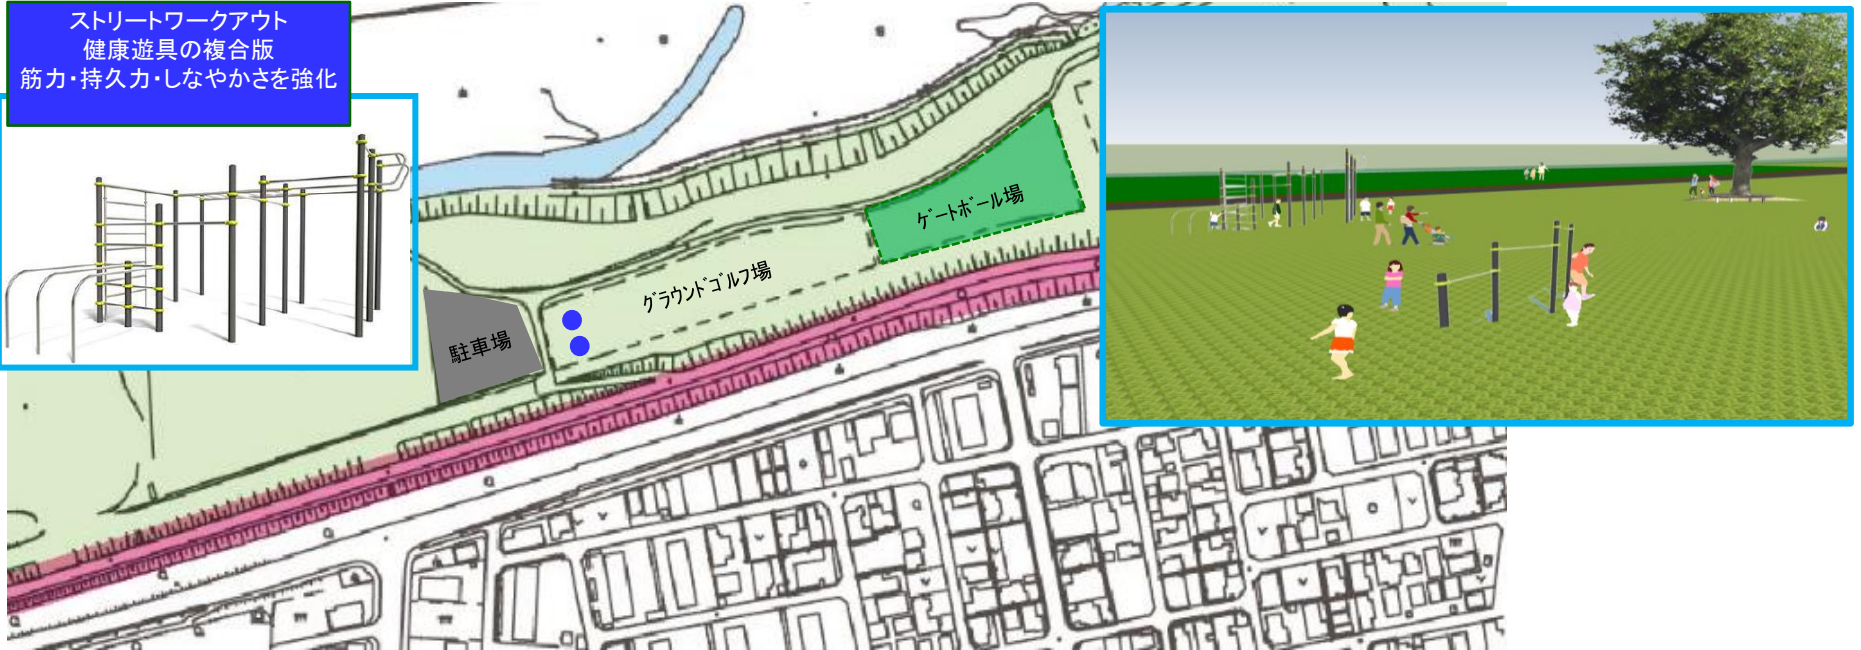 ストリートワークアウト
健康遊具の複合版
筋力・持久力・しなやかさを強化
ゲートボール場
グラウンドゴルフ場
駐車場